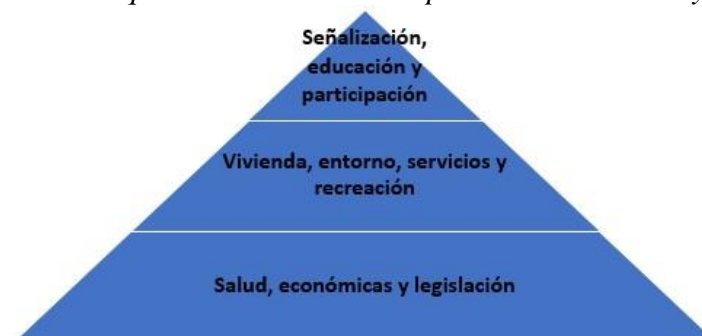 Señalización,
educación y
participación
Vivienda, entorno, servicios y
recreación
Salud, económicas y legislación